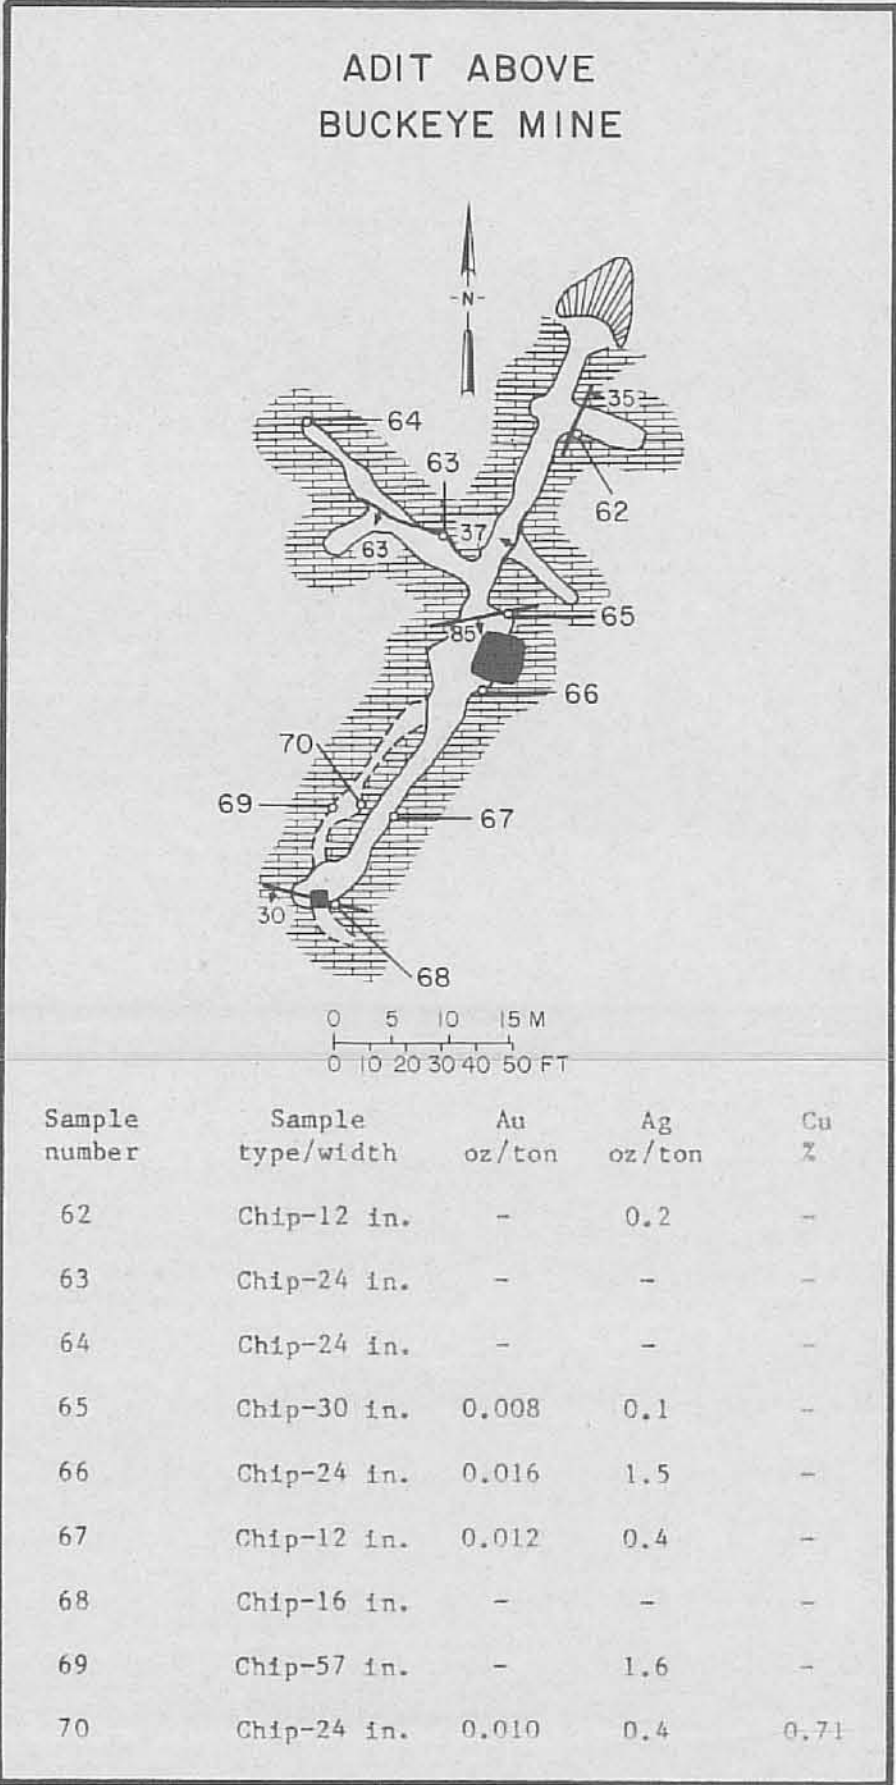 ADIT ABOVE
BUCKEYE MINE
-N-
35
64
63
62
37
63
65
85
66
70
69
67
30
68
0 5 10 15 M
0 10 20 30 40 50 FT
Sample Sample Au Ag Cu
number type/width oz/ton oz/ton %
62 Chip-12 in. - 0.2 -
63 Chip-24 in. - - -
64 Chip-24 in. - - -
65 Chip-30 in. 0.008 0.1 -
66 Chip-24 in. 0.016 1.5 -
67 Chip-12 in. 0.012 0.4 -
68 Chip-16 in. - - -
69 Chip-57 in. - 1.6 -
70 Chip-24 in. 0.010 0.4 0.71